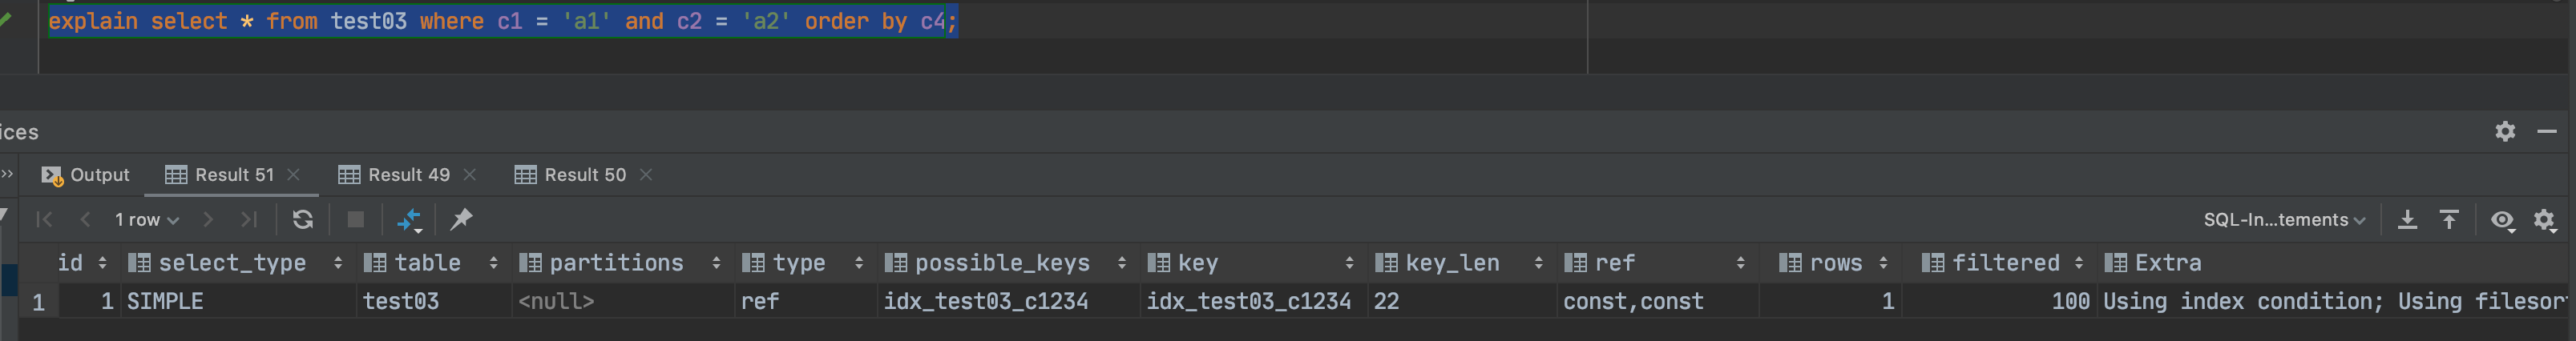 explain select * from test03 where c1 = 'a1' and c2 = 'a2' order by c4;
ices
Output Result 51 Result 49 Result 50
1 row SQL-In...tements
id select_type table partitions type possible_keys key key_len ref rows filtered Extra
1 1 SIMPLE test03 <null> ref idx_test03_c1234 idx_test03_c1234 22 const,const 1 100 Using index condition; Using filesor